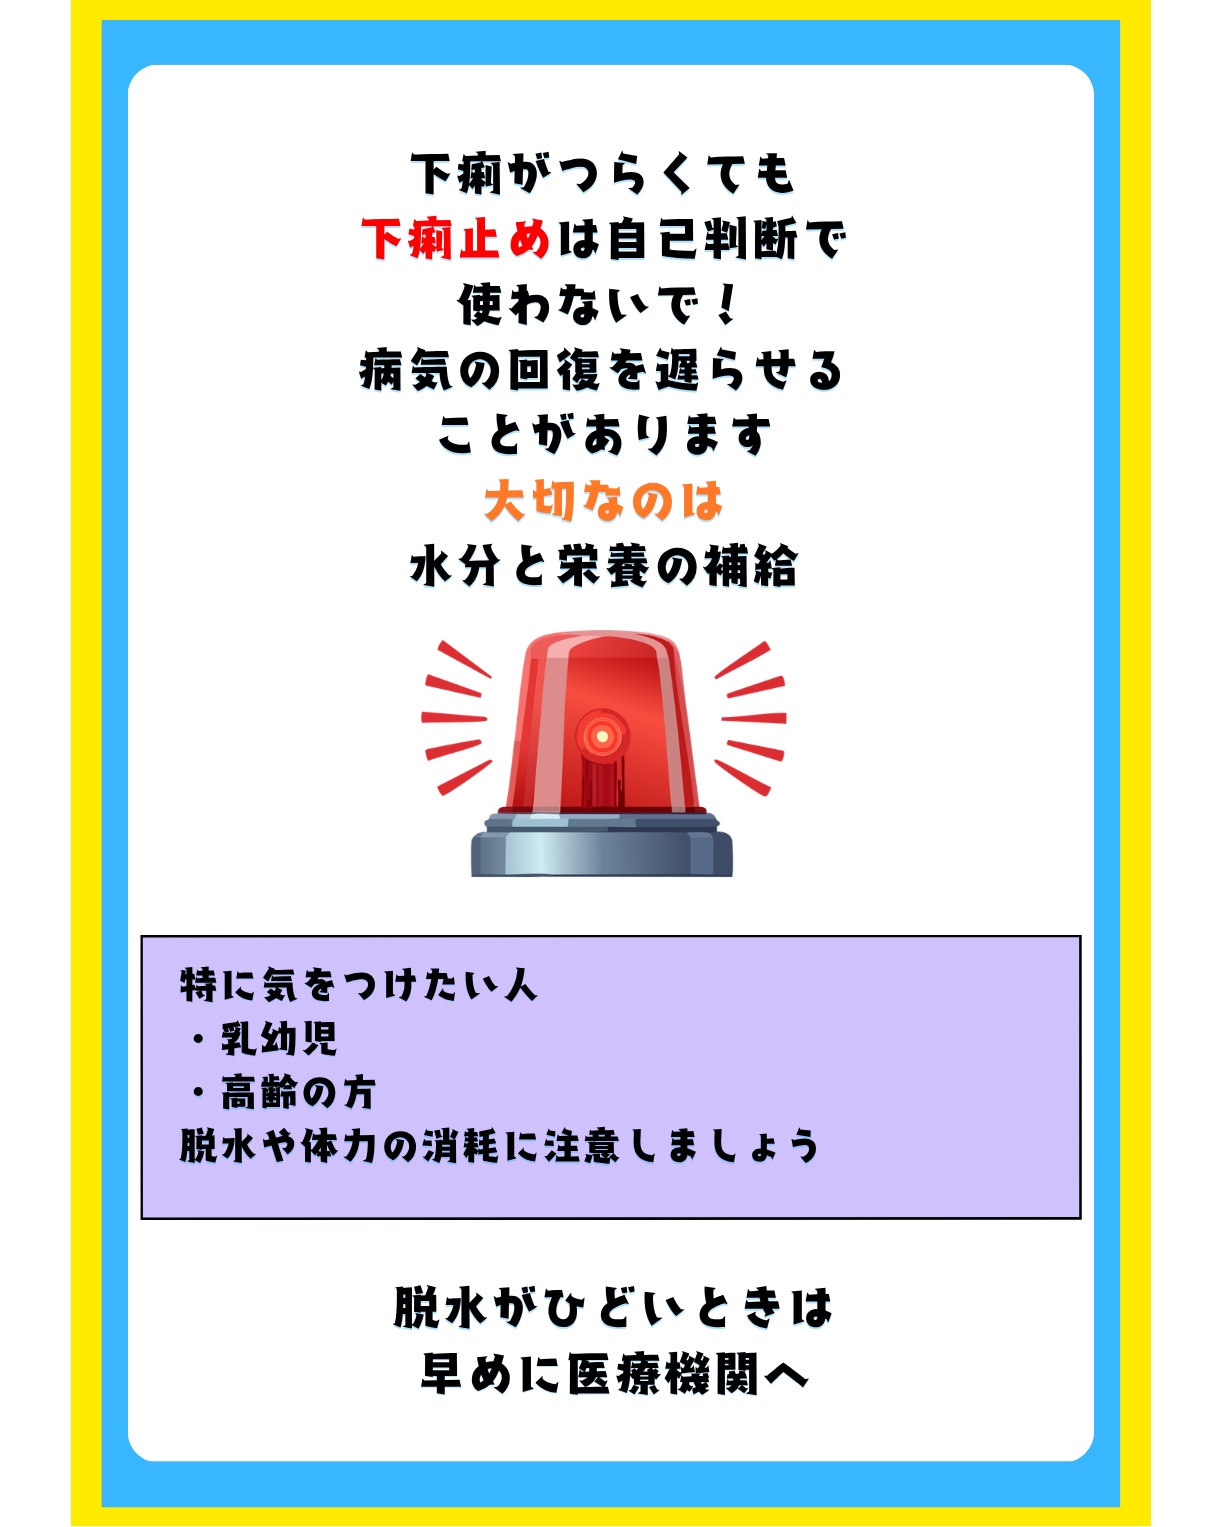 下痢がつらくても
下痢止めは自己判断で
使わないで！
病気の回復を遅らせる
ことがあります
大切なのは
水分と栄養の補給
特に気をつけたい人
・乳幼児
・高齢の方
脱水や体力の消耗に注意しましょう
脱水がひどいときは
早めに医療機関へ